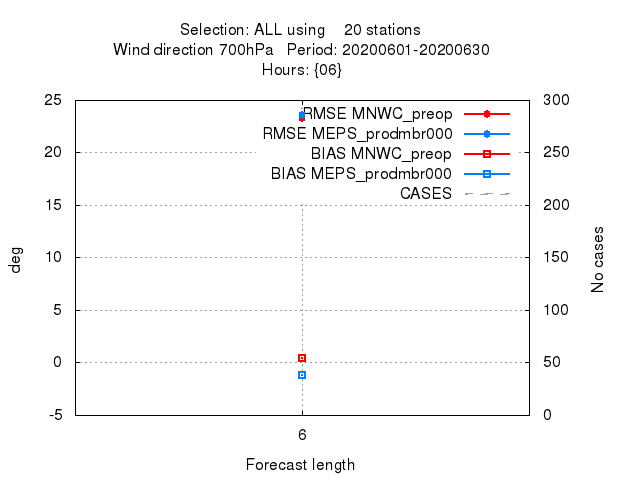 Selection: ALL using    20 stations
Wind direction 700hPa   Period: 20200601-20200630
Hours: {06}
25
20
15
10
5
0
-5
300
250
200
150
100
50
0
RMSE MNWC_preop
RMSE MEPS_prodmbr000
BIAS MNWC_preop
BIAS MEPS_prodmbr000
CASES
deg
No cases
6
Forecast length